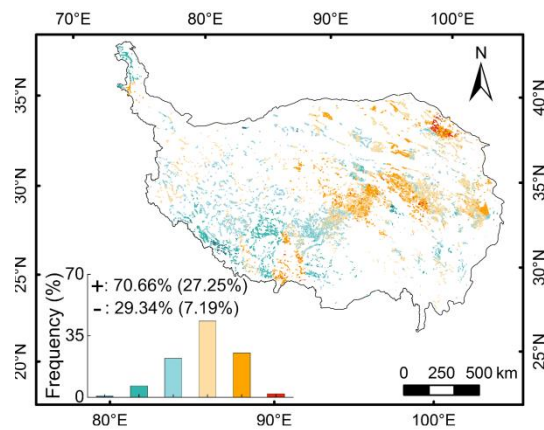 70°E 80°E 90°E 100°E
N
35°N 40°N
30°N 35°N
25°N 30°N
20°N 25°N
70
35
0
Frequency (%)
+: 70.66% (27.25%)
-: 29.34% (7.19%)
0 250 500 km
80°E 90°E 100°E